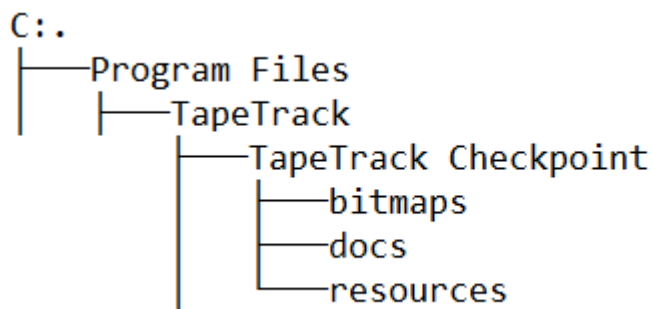 C:.
├───Program Files
│   ├───TapeTrack
│   │   ├───TapeTrack Checkpoint
│   │   │   ├───bitmaps
│   │   │   ├───docs
│   │   │   └───resources